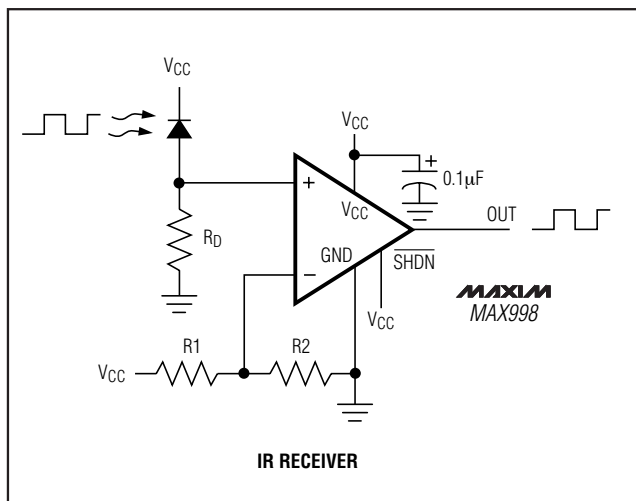 VCC
VCC
+
+
0.1µF
VCC
OUT
RD
GND
SHDN
−
MAXIM
MAX998
VCC
R1
R2
VCC
IR RECEIVER